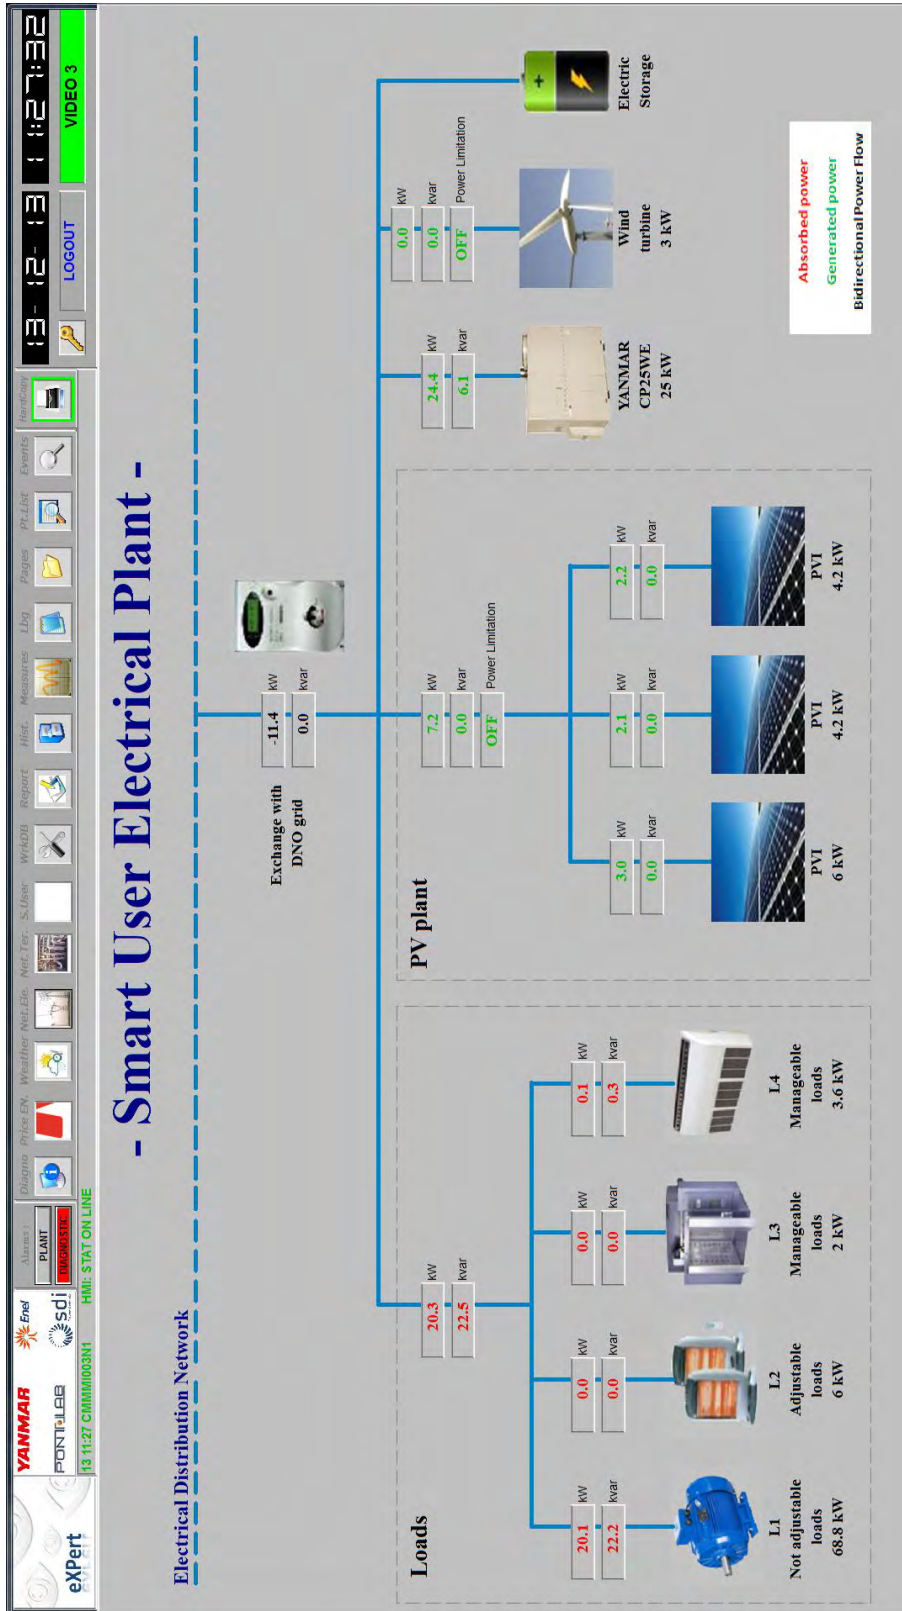 eXPert
YANMAR
Enel
PONTLAB
sdi
Alarms :
PLANT
DIAGNOSTIC
Diagno
Price EN.
Weather
Net.Ele.
Net.Ter.
S.User
WrkDB
Report
Hist.
Measures
Lbg
Pages
Pt.List
Events
HardCopy
13-12-13
11:27:32
LOGOUT
VIDEO 3
13 11:27 CMMMI003N1
HMI: STAT ON LINE
- Smart User Electrical Plant -
Electrical Distribution Network
Exchange with
DNO grid
-11.4 kW
0.0 kvar
Loads
20.3 kW
22.5 kvar
20.1 kW
22.2 kvar
0.0 kW
0.0 kvar
0.0 kW
0.0 kvar
0.1 kW
0.3 kvar
L1
Not adjustable
loads
68.8 kW
L2
Adjustable
loads
6 kW
L3
Manageable
loads
2 kW
L4
Manageable
loads
3.6 kW
PV plant
7.2 kW
0.0 kvar
OFF Power Limitation
3.0 kW
0.0 kvar
2.1 kW
0.0 kvar
2.2 kW
0.0 kvar
PVI
6 kW
PVI
4.2 kW
PVI
4.2 kW
24.4 kW
6.1 kvar
YANMAR
CP25WE
25 kW
0.0 kW
0.0 kvar
OFF Power Limitation
Wind
turbine
3 kW
Electric
Storage
Absorbed power
Generated power
Bidirectional Power Flow